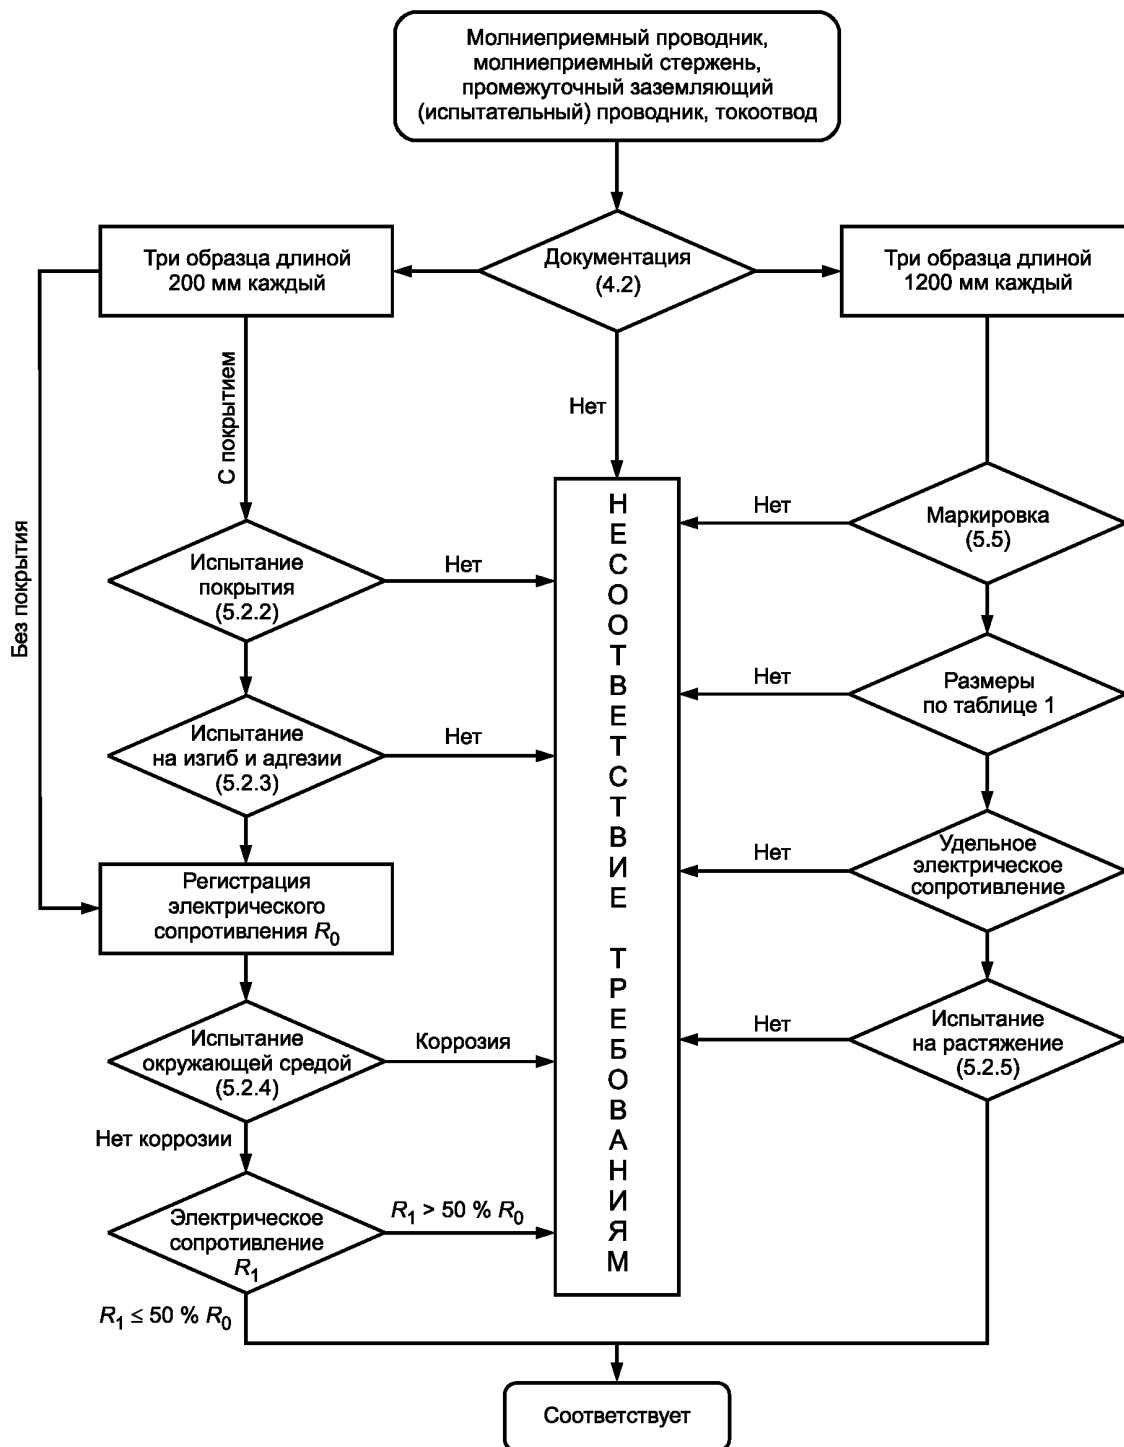 Молниеприемный проводник,
молниеприемный стержень,
промежуточный заземляющий
(испытательный) проводник, токоотвод
Три образца длиной
200 мм каждый
Документация
(4.2)
Три образца длиной
1200 мм каждый
С покрытием
Без покрытия
Нет
НЕСООТВЕТСТВИЕ ТРЕБОВАНИЯМ
Испытание
покрытия
(5.2.2)
Нет
Испытание
на изгиб и адгезии
(5.2.3)
Нет
Регистрация
электрического
сопротивления R0
Испытание
окружающей средой
(5.2.4)
Коррозия
Нет коррозии
Электрическое
сопротивление
R1
R1 > 50 % R0
R1 ≤ 50 % R0
Нет
Маркировка
(5.5)
Нет
Размеры
по таблице 1
Нет
Удельное
электрическое
сопротивление
Нет
Испытание
на растяжение
(5.2.5)
Соответствует